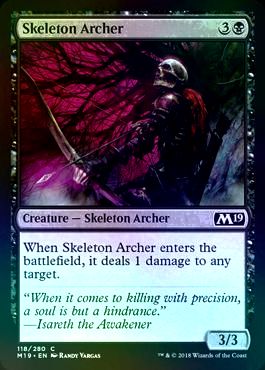 Skeleton Archer 3
Creature — Skeleton Archer M19
When Skeleton Archer enters the
battlefield, it deals 1 damage to any
target.
“When it comes to killing with precision,
a soul is but a hindrance.”
—Isareth the Awakener
3/3
118/280 C
M19 • EN RANDY VARGAS ™ & © 2018 Wizards of the Coast